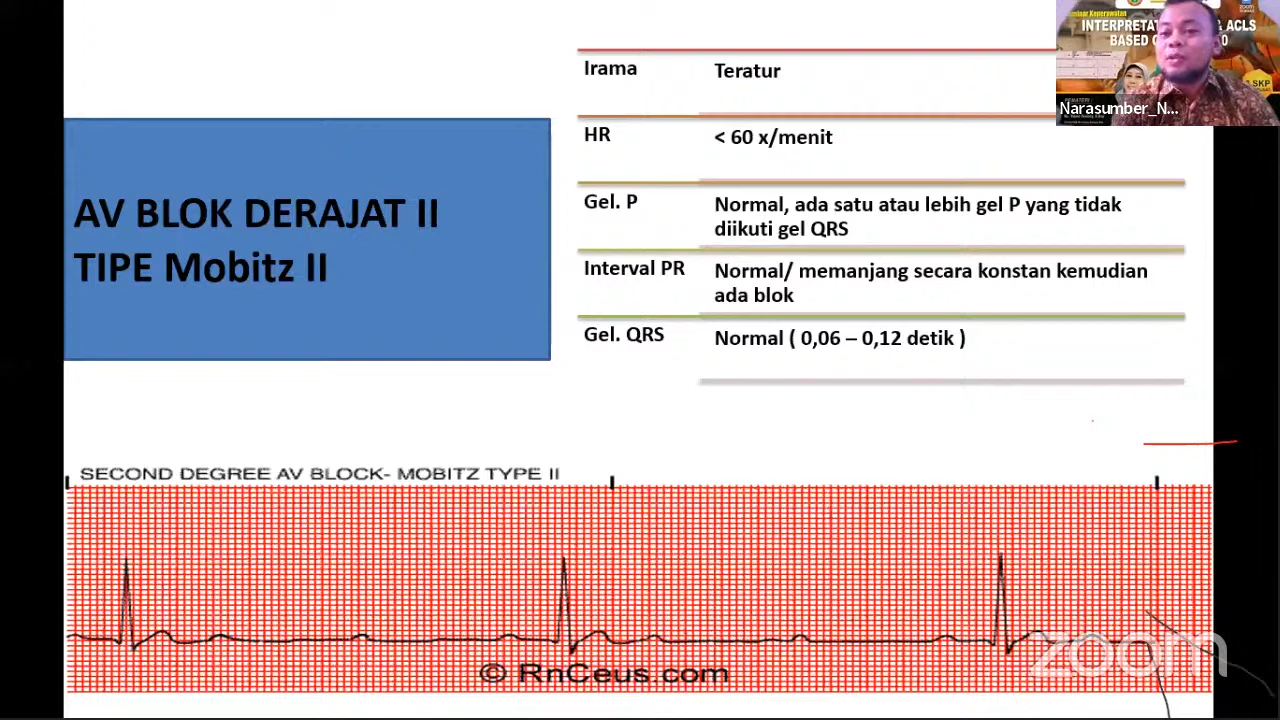 AV BLOK DERAJAT II
TIPE Mobitz II
Irama Teratur
HR < 60 x/menit
Gel. P Normal, ada satu atau lebih gel P yang tidak
diikuti gel QRS
Interval PR Normal/ memanjang secara konstan kemudian
ada blok
Gel. QRS Normal ( 0,06 – 0,12 detik )
INTERPRETA & ACLS
BASED 0
SKP
Narasumber_N...
SECOND DEGREE AV BLOCK- MOBITZ TYPE II
© RnCeus.com
zoom